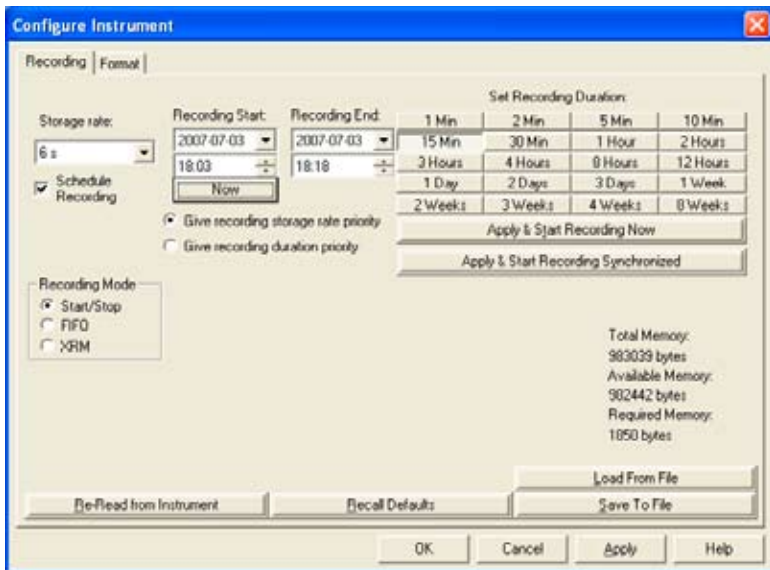 Configure Instrument
Recording
Format
Storage rate:
6 s
Schedule
Recording
Recording Start:
2007-07-03
18:03
Now
Recording End:
2007-07-03
18:18
Give recording storage rate priority
Give recording duration priority
Set Recording Duration:
1 Min 2 Min 5 Min 10 Min
15 Min 30 Min 1 Hour 2 Hours
3 Hours 4 Hours 8 Hours 12 Hours
1 Day 2 Days 3 Days 1 Week
2 Weeks 3 Weeks 4 Weeks 8 Weeks
Apply & Start Recording Now
Apply & Start Recording Synchronized
Recording Mode
Start/Stop
FIFO
XRM
Total Memory:
983039 bytes
Available Memory:
982442 bytes
Required Memory:
1850 bytes
Load From File
Re-Read from Instrument Recall Defaults Save To File
OK Cancel Apply Help